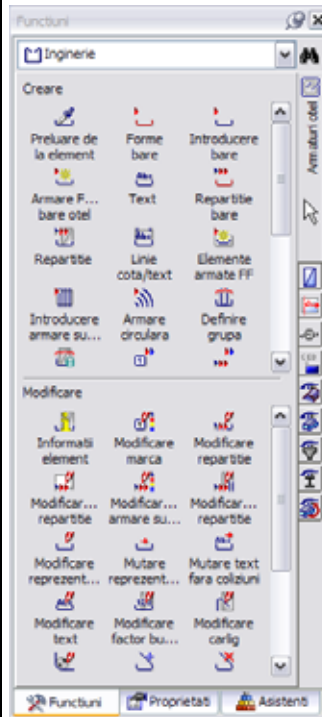 Functiuni
Inginerie
Creare
Preluare de la element
Forme bare
Introducere bare
Armare F... bare otel
Text
Repartitie bare
Repartitie
Linie cota/text
Elemente armate FF
Introducere armare su...
Armare circulara
Definire grupa
Modificare
Informatii element
Modificare marca
Modificare repartitie
Modificar... repartitie
Modificar... armare su...
Modificar... repartitie
Modificare reprezent...
Mutare reprezent...
Mutare text fara coliziuni
Modificare text
Modificare factor bu...
Modificare carlig
Functiuni
Proprietati
Asistenti
Armaturi otel